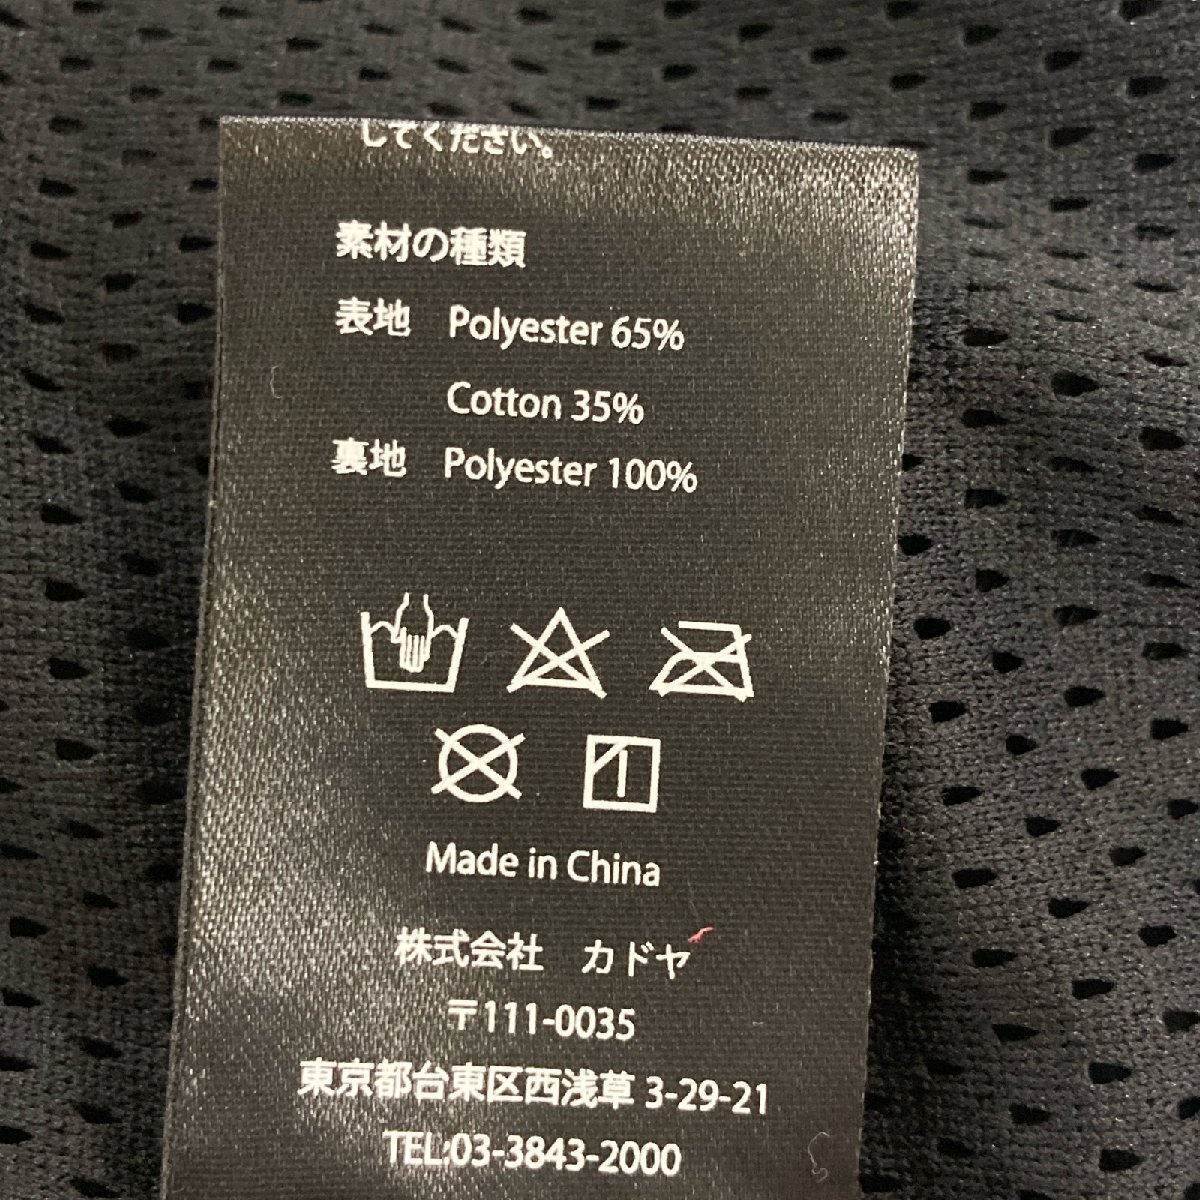 してください。
素材の種類
表地 Polyester 65%
Cotton 35%
裏地 Polyester 100%
Made in China
株式会社 カドヤ
〒111-0035
東京都台東区西浅草 3-29-21
TEL:03-3843-2000